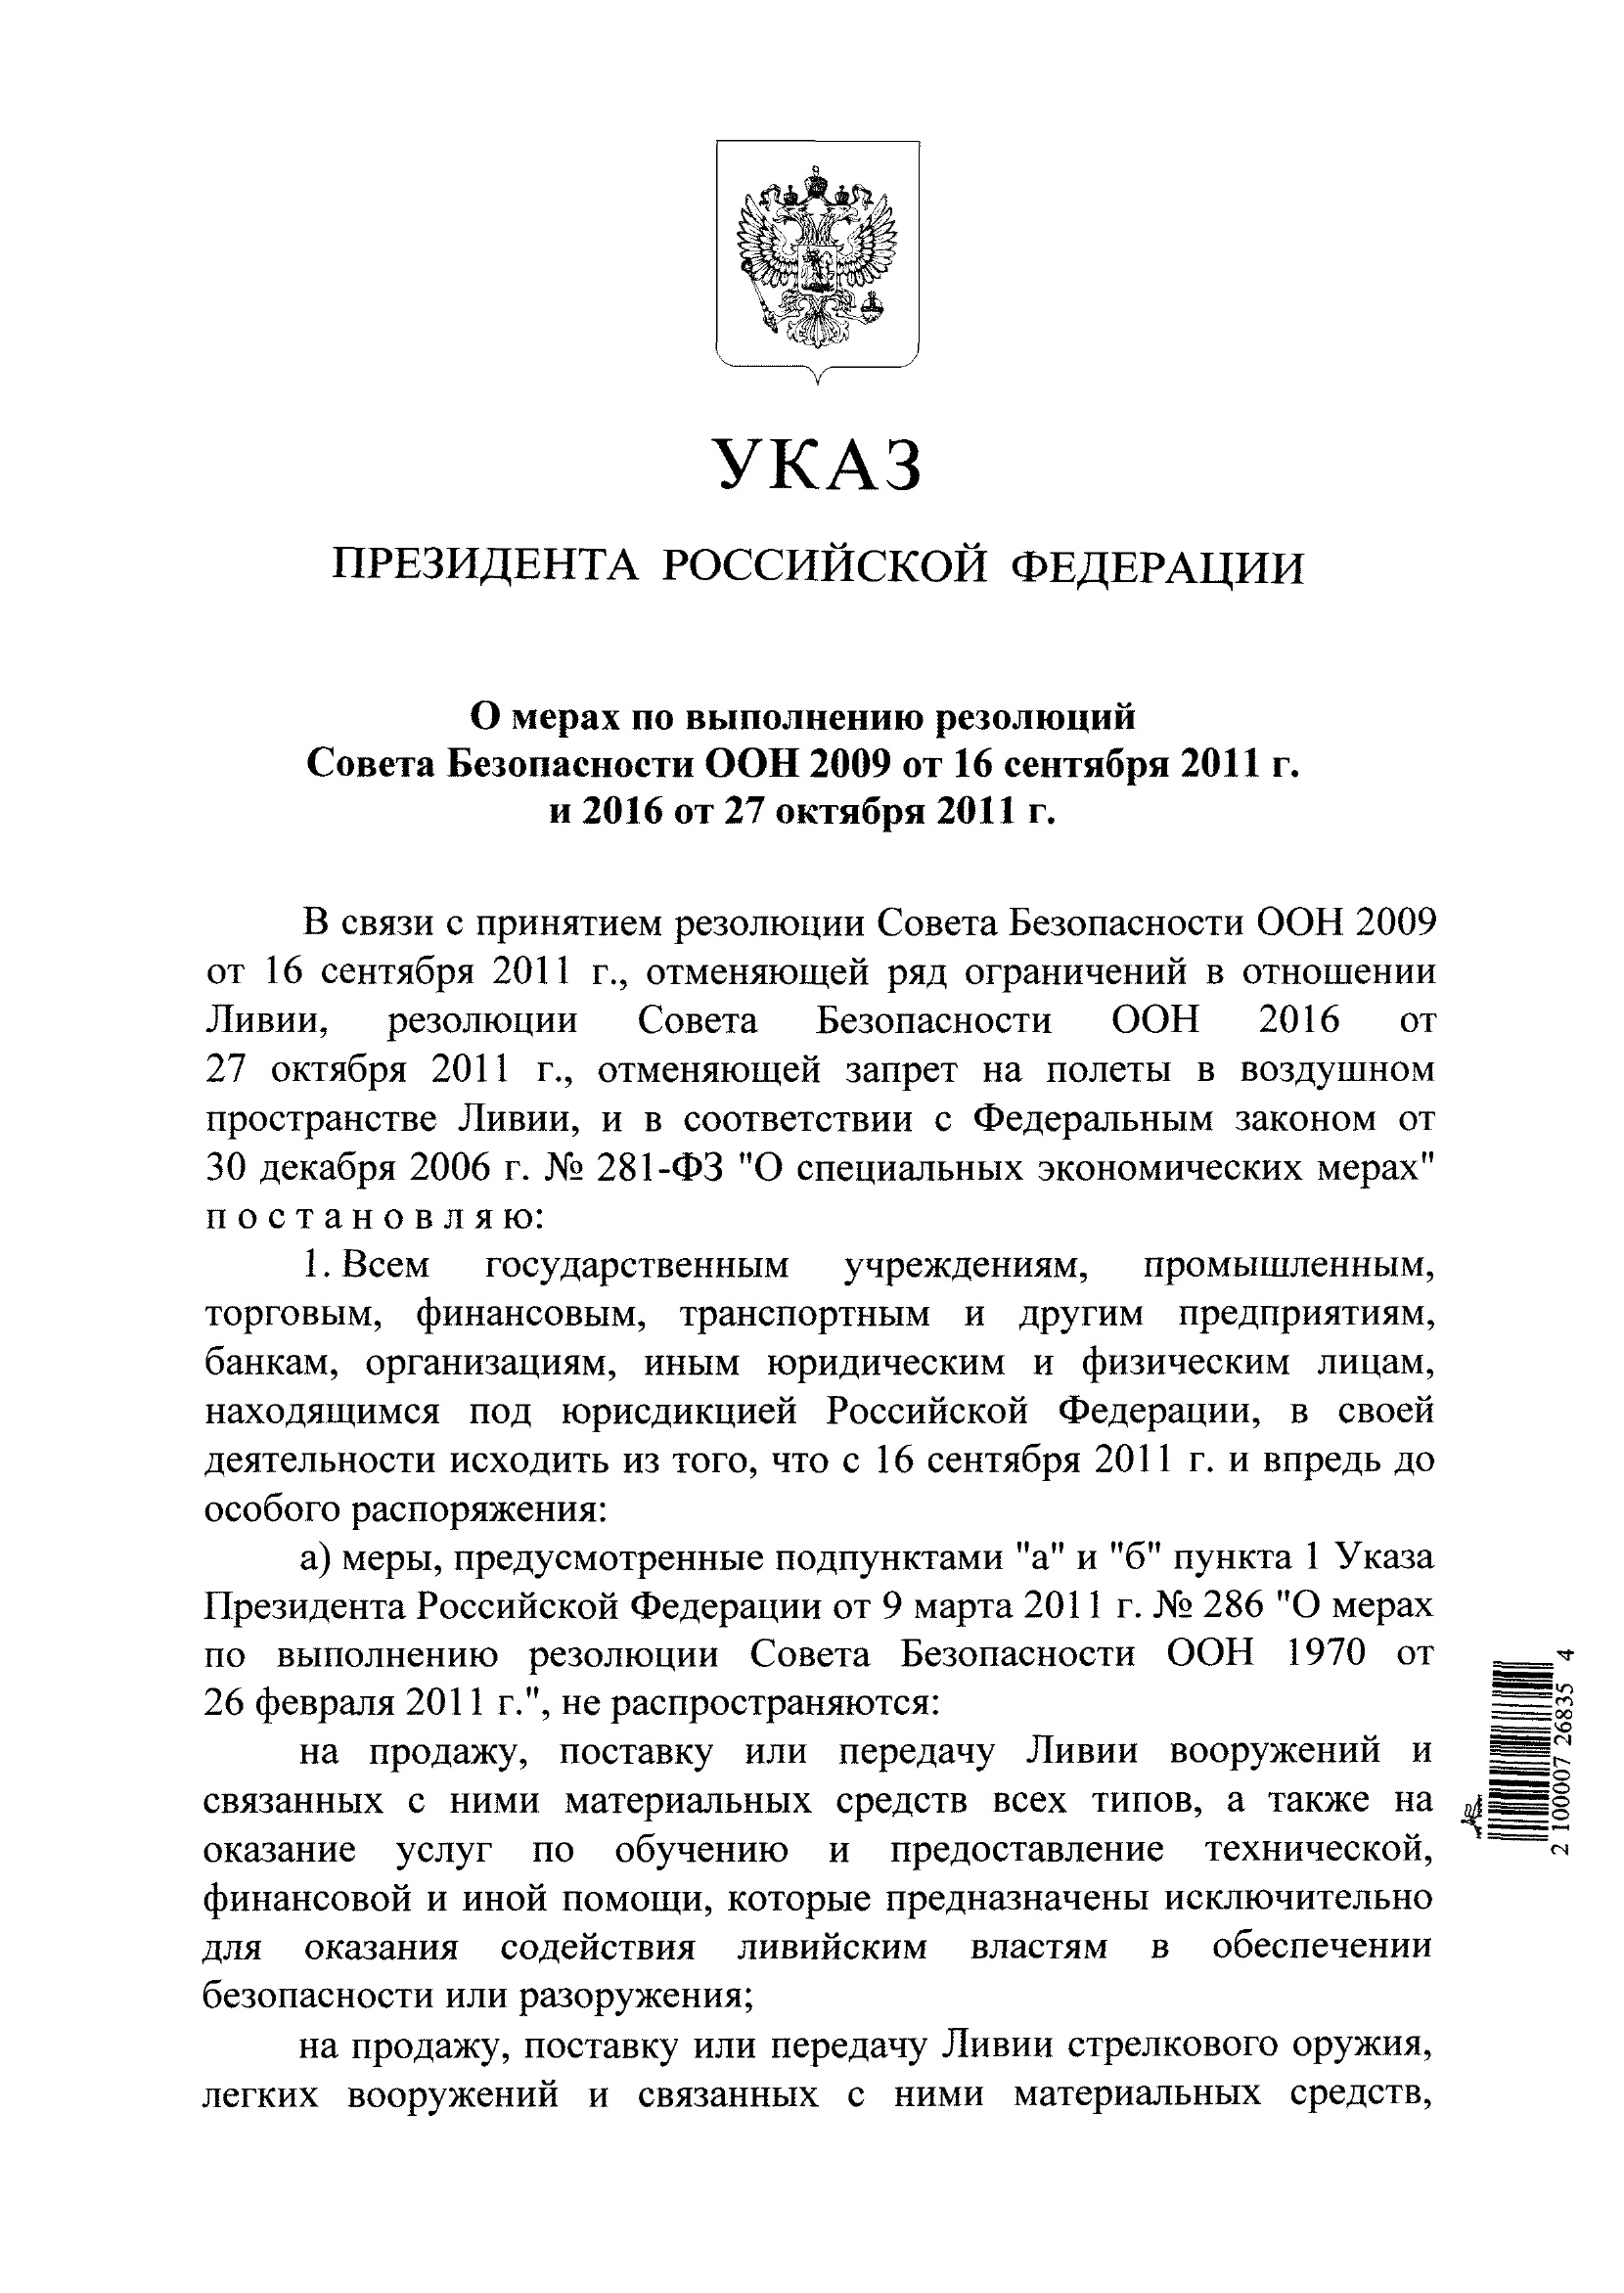 УКАЗ
ПРЕЗИДЕНТА РОССИЙСКОЙ ФЕДЕРАЦИИ
О мерах по выполнению резолюций
Совета Безопасности ООН 2009 от 16 сентября 2011 г.
и 2016 от 27 октября 2011 г.
В связи с принятием резолюции Совета Безопасности ООН 2009
от 16 сентября 2011 г., отменяющей ряд ограничений в отношении
Ливии, резолюции Совета Безопасности ООН 2016 от
27 октября 2011 г., отменяющей запрет на полеты в воздушном
пространстве Ливии, и в соответствии с Федеральным законом от
30 декабря 2006 г. № 281-ФЗ "О специальных экономических мерах"
п о с т а н о в л я ю:
1. Всем государственным учреждениям, промышленным,
торговым, финансовым, транспортным и другим предприятиям,
банкам, организациям, иным юридическим и физическим лицам,
находящимся под юрисдикцией Российской Федерации, в своей
деятельности исходить из того, что с 16 сентября 2011 г. и впредь до
особого распоряжения:
а) меры, предусмотренные подпунктами "а" и "б" пункта 1 Указа
Президента Российской Федерации от 9 марта 2011 г. № 286 "О мерах
по выполнению резолюции Совета Безопасности ООН 1970 от
26 февраля 2011 г.", не распространяются:
на продажу, поставку или передачу Ливии вооружений и
связанных с ними материальных средств всех типов, а также на
оказание услуг по обучению и предоставление технической,
финансовой и иной помощи, которые предназначены исключительно
для оказания содействия ливийским властям в обеспечении
безопасности или разоружения;
на продажу, поставку или передачу Ливии стрелкового оружия,
легких вооружений и связанных с ними материальных средств,
2 100007 26835 4